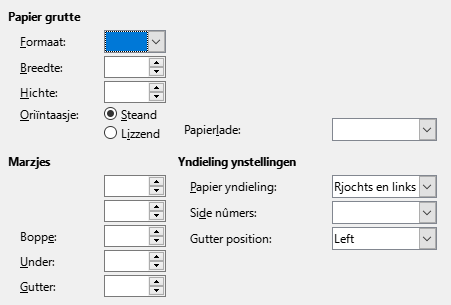 Papier grutte
Formaat:
Breedte:
Hichte:
Oriïntaasje:
Steand
Lizzend
Papierlade:
Marzjes
Yndieling ynstellingen
Papier yndieling: Rjochts en links
Side nûmers:
Boppe:
Gutter position: Left
Under:
Gutter: